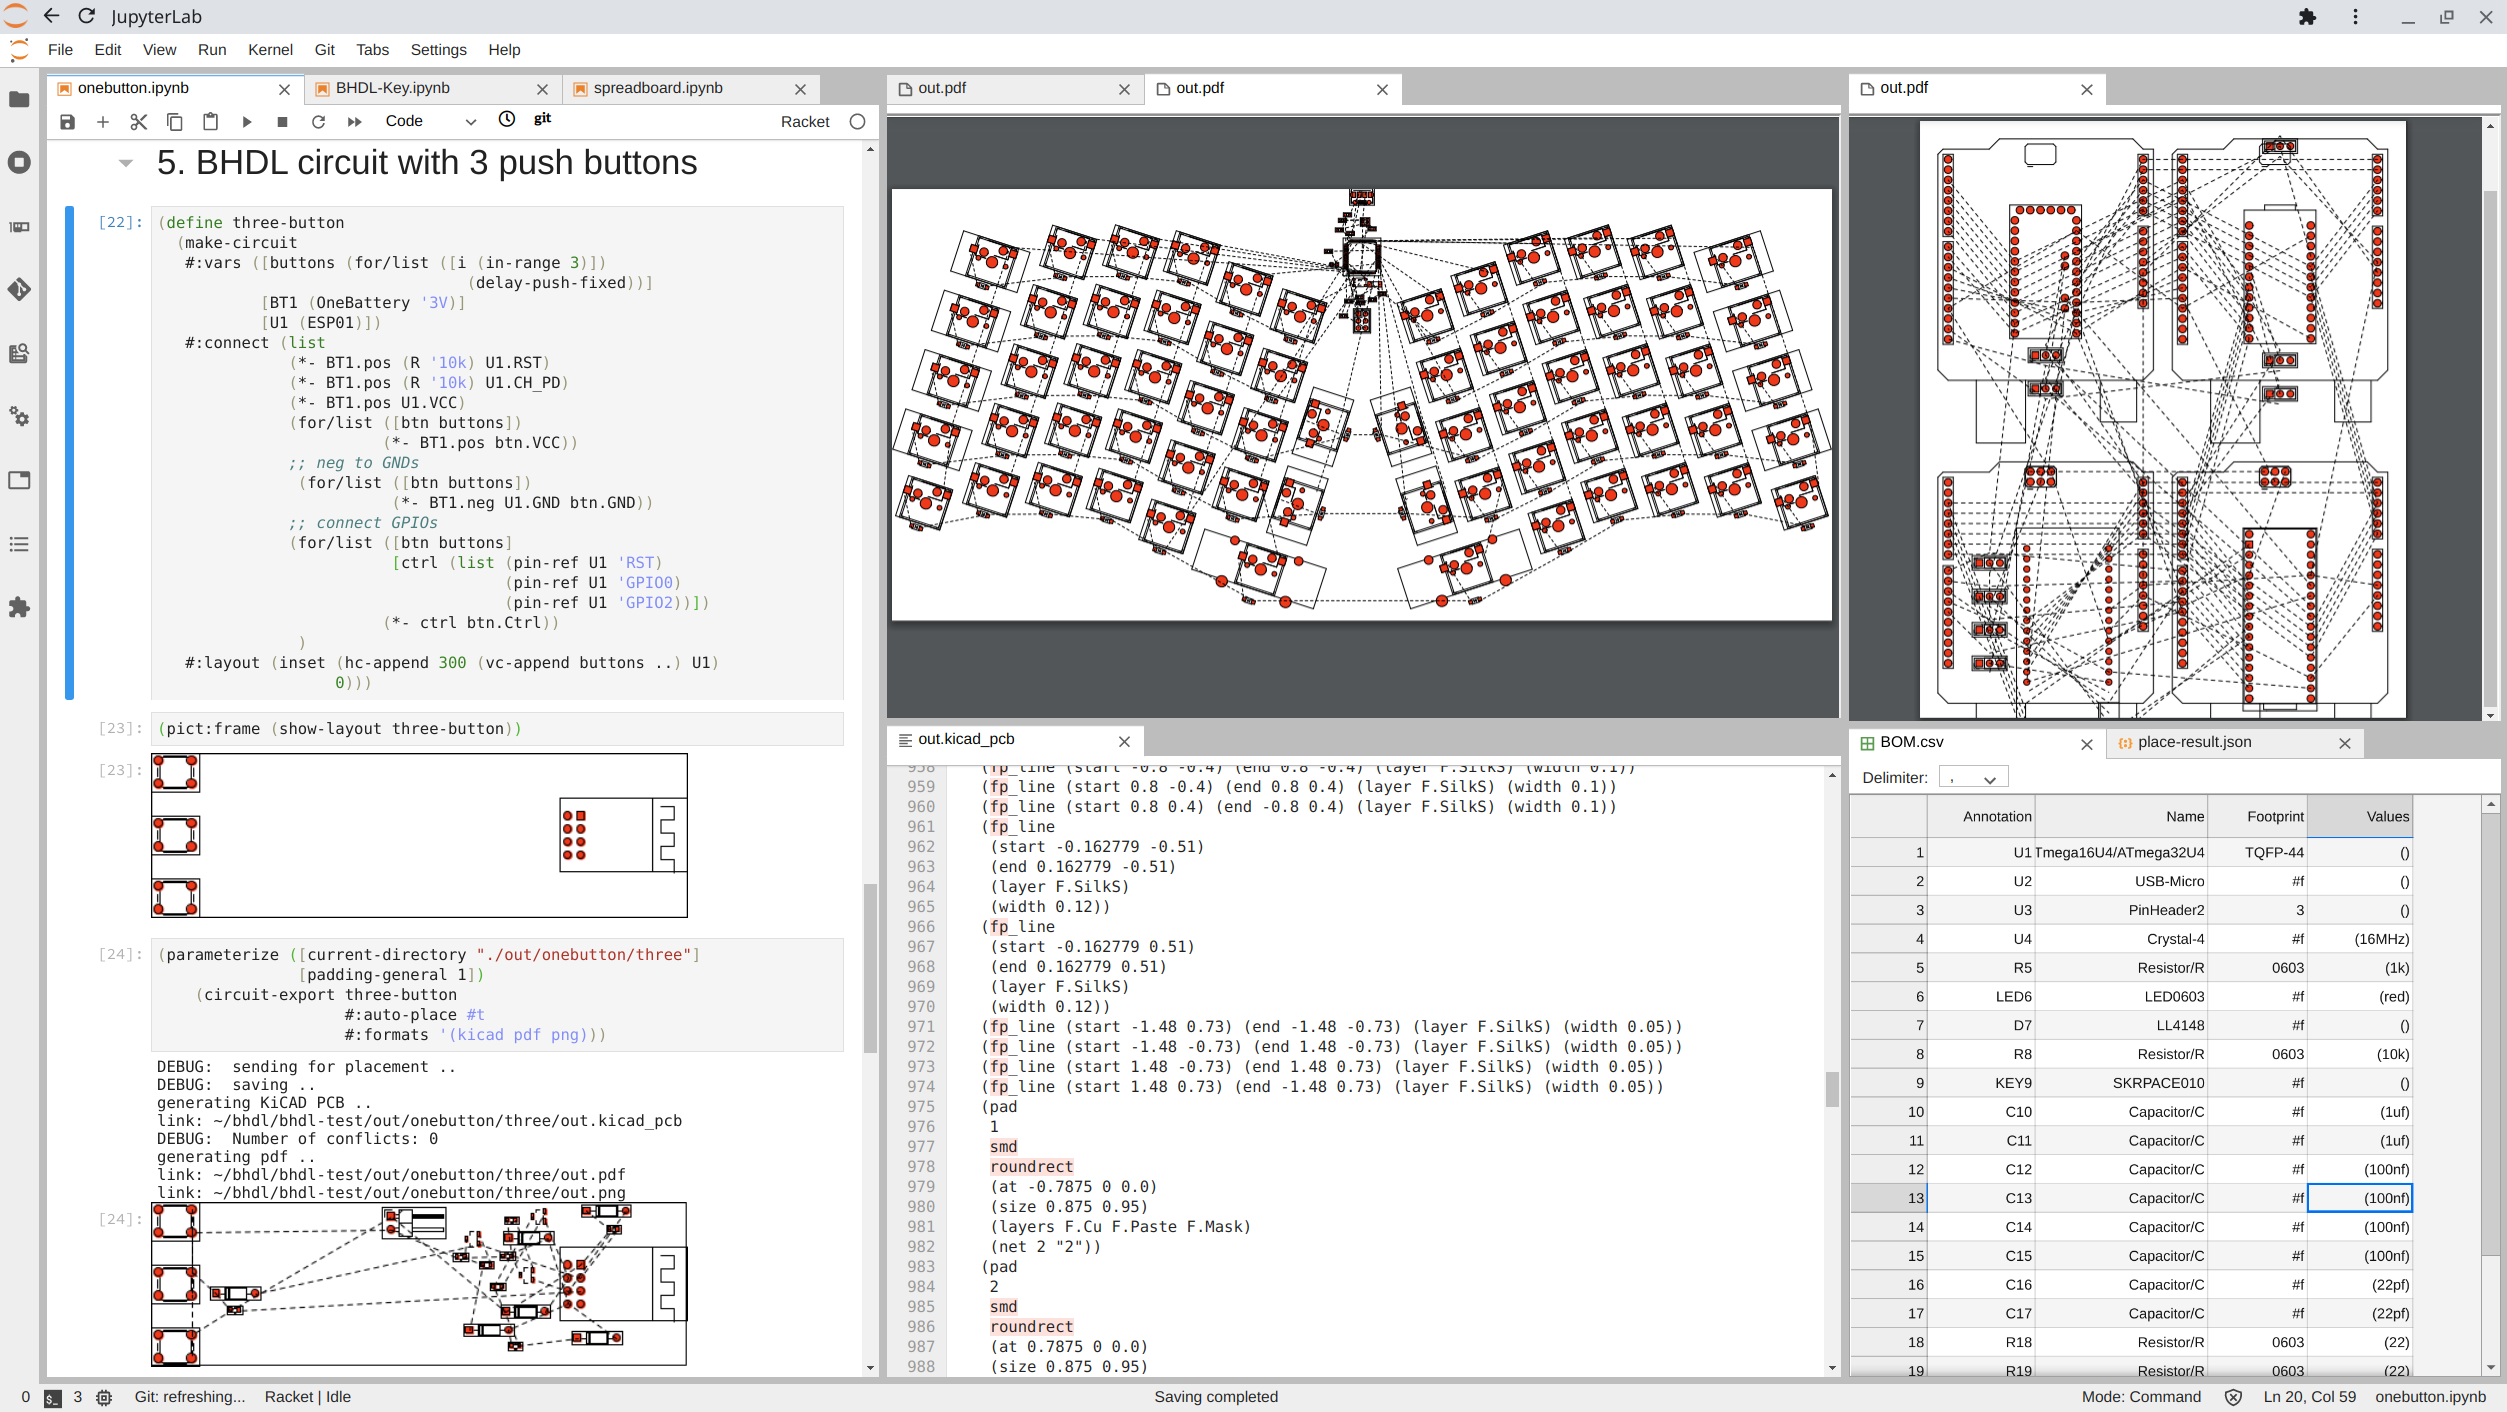 JupyterLab
File Edit View Run Kernel Git Tabs Settings Help
onebutton.ipynb
BHDL-Key.ipynb
spreadboard.ipynb
Code
git
Racket
5. BHDL circuit with 3 push buttons
[22]:
(define three-button
  (make-circuit
   #:vars ([buttons (for/list ([i (in-range 3)])
                                 (delay-push-fixed))]
           [BT1 (OneBattery '3V)]
           [U1 (ESP01)])
   #:connect (list
              (*- BT1.pos (R '10k) U1.RST)
              (*- BT1.pos (R '10k) U1.CH_PD)
              (*- BT1.pos U1.VCC)
              (for/list ([btn buttons])
                        (*- BT1.pos btn.VCC))
              ;; neg to GNDs
               (for/list ([btn buttons])
                         (*- BT1.neg U1.GND btn.GND))
              ;; connect GPIOs
              (for/list ([btn buttons]
                         [ctrl (list (pin-ref U1 'RST)
                                     (pin-ref U1 'GPIO0)
                                     (pin-ref U1 'GPIO2))])
                        (*- ctrl btn.Ctrl))
               )
   #:layout (inset (hc-append 300 (vc-append buttons ..) U1)
                   0)))
[23]:
(pict:frame (show-layout three-button))
[23]:
[24]:
(parameterize ([current-directory "./out/onebutton/three"]
               [padding-general 1])
    (circuit-export three-button
                    #:auto-place #t
                    #:formats '(kicad pdf png)))
DEBUG:  sending for placement ..
DEBUG:  saving ..
generating KiCAD PCB ..
link: ~/bhdl/bhdl-test/out/onebutton/three/out.kicad_pcb
DEBUG:  Number of conflicts: 0
generating pdf ..
link: ~/bhdl/bhdl-test/out/onebutton/three/out.pdf
link: ~/bhdl/bhdl-test/out/onebutton/three/out.png
[24]:
out.pdf
out.pdf
out.pdf
out.kicad_pcb
958 (fp_line (start -0.8 -0.4) (end 0.8 -0.4) (layer F.SilkS) (width 0.1))
959 (fp_line (start 0.8 -0.4) (end 0.8 0.4) (layer F.SilkS) (width 0.1))
960 (fp_line (start 0.8 0.4) (end -0.8 0.4) (layer F.SilkS) (width 0.1))
961 (fp_line
962 (start -0.162779 -0.51)
963 (end 0.162779 -0.51)
964 (layer F.SilkS)
965 (width 0.12))
966 (fp_line
967 (start -0.162779 0.51)
968 (end 0.162779 0.51)
969 (layer F.SilkS)
970 (width 0.12))
971 (fp_line (start -1.48 0.73) (end -1.48 -0.73) (layer F.SilkS) (width 0.05))
972 (fp_line (start -1.48 -0.73) (end 1.48 -0.73) (layer F.SilkS) (width 0.05))
973 (fp_line (start 1.48 -0.73) (end 1.48 0.73) (layer F.SilkS) (width 0.05))
974 (fp_line (start 1.48 0.73) (end -1.48 0.73) (layer F.SilkS) (width 0.05))
975 (pad
976 1
977 smd
978 roundrect
979 (at -0.7875 0 0.0)
980 (size 0.875 0.95)
981 (layers F.Cu F.Paste F.Mask)
982 (net 2 "2"))
983 (pad
984 2
985 smd
986 roundrect
987 (at 0.7875 0 0.0)
988 (size 0.875 0.95)
BOM.csv
place-result.json
Delimiter: ,
Annotation Name Footprint Values
1 U1 Tmega16U4/ATmega32U4 TQFP-44 ()
2 U2 USB-Micro #f ()
3 U3 PinHeader2 3 ()
4 U4 Crystal-4 #f (16MHz)
5 R5 Resistor/R 0603 (1k)
6 LED6 LED0603 #f (red)
7 D7 LL4148 #f ()
8 R8 Resistor/R 0603 (10k)
9 KEY9 SKRPACE010 #f ()
10 C10 Capacitor/C #f (1uf)
11 C11 Capacitor/C #f (1uf)
12 C12 Capacitor/C #f (100nf)
13 C13 Capacitor/C #f (100nf)
14 C14 Capacitor/C #f (100nf)
15 C15 Capacitor/C #f (100nf)
16 C16 Capacitor/C #f (22pf)
17 C17 Capacitor/C #f (22pf)
18 R18 Resistor/R 0603 (22)
19 R19 Resistor/R 0603 (22)
0 $_ 3 Git: refreshing... Racket | Idle Saving completed Mode: Command Ln 20, Col 59 onebutton.ipynb